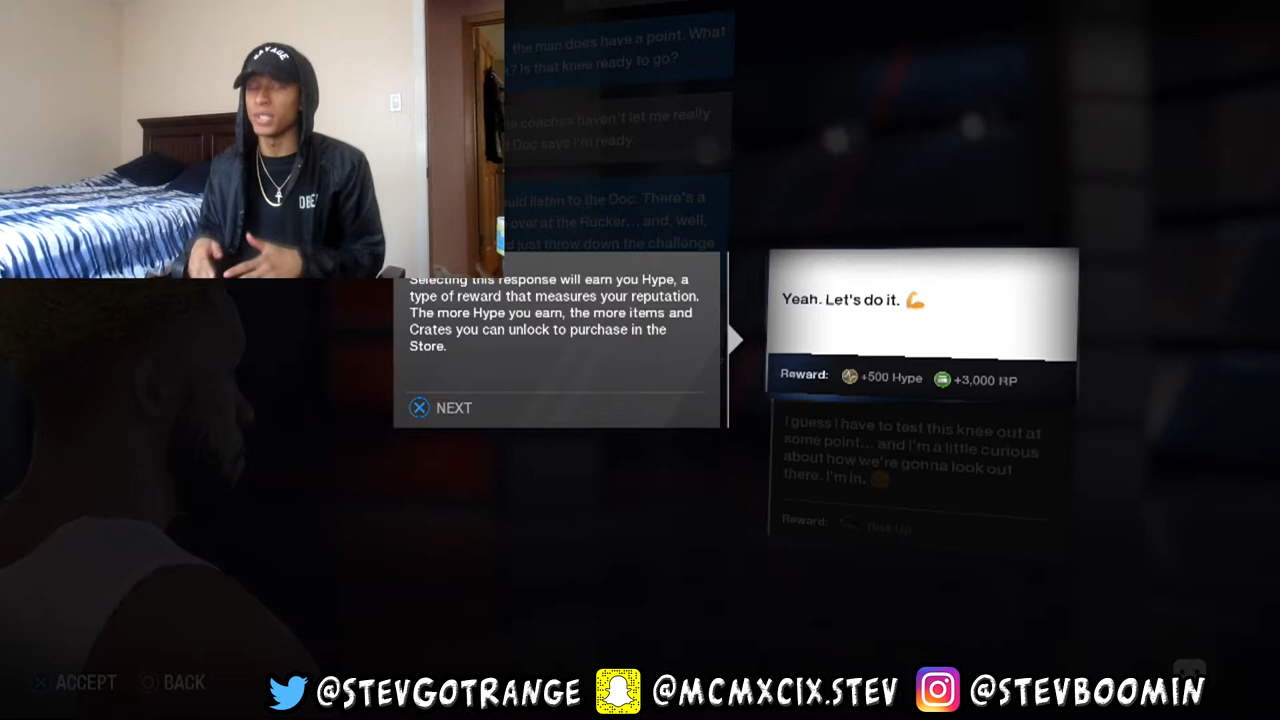 SAVAGE
OBEY
the man does have a point. What
? Is that knee ready to go?
coaches haven't let me really
Doc says I'm ready.
listen to the Doc. There's a
over at the Rucker... and, well,
just throw down the challenge
Selecting this response will earn you Hype, a
type of reward that measures your reputation.
The more Hype you earn, the more items and
Crates you can unlock to purchase in the
Store.
NEXT
Yeah. Let's do it. 💪
Reward: +500 Hype +3,000 RP
I guess I have to test this knee out at
some point... and I'm a little curious
about how we're gonna look out
there. I'm in.
Reward: Rise Up
ACCEPT BACK
@STEVGOTRANGE @MCMXCIX.STEV @STEVBOOMIN